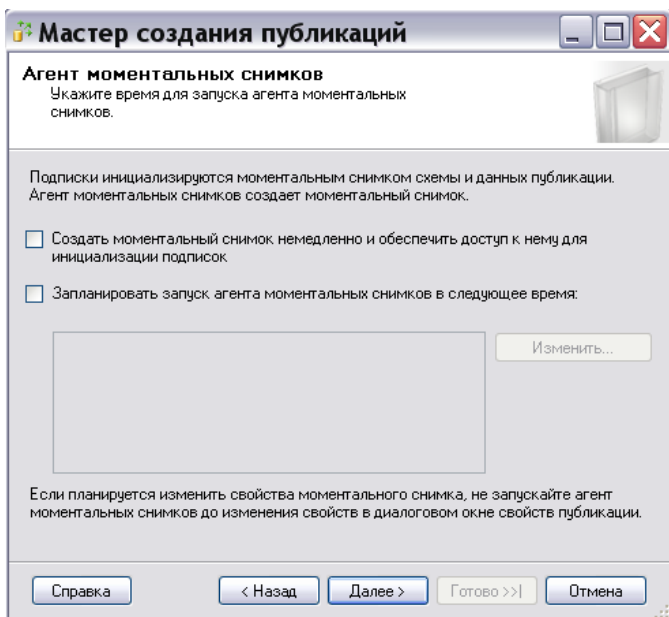 Мастер создания публикаций
Агент моментальных снимков
Укажите время для запуска агента моментальных
снимков.
Подписки инициализируются моментальным снимком схемы и данных публикации.
Агент моментальных снимков создает моментальный снимок.
Создать моментальный снимок немедленно и обеспечить доступ к нему для
инициализации подписок
Запланировать запуск агента моментальных снимков в следующее время:
Изменить...
Если планируется изменить свойства моментального снимка, не запускайте агент
моментальных снимков до изменения свойств в диалоговом окне свойств публикации.
Справка < Назад Далее > Готово >>| Отмена